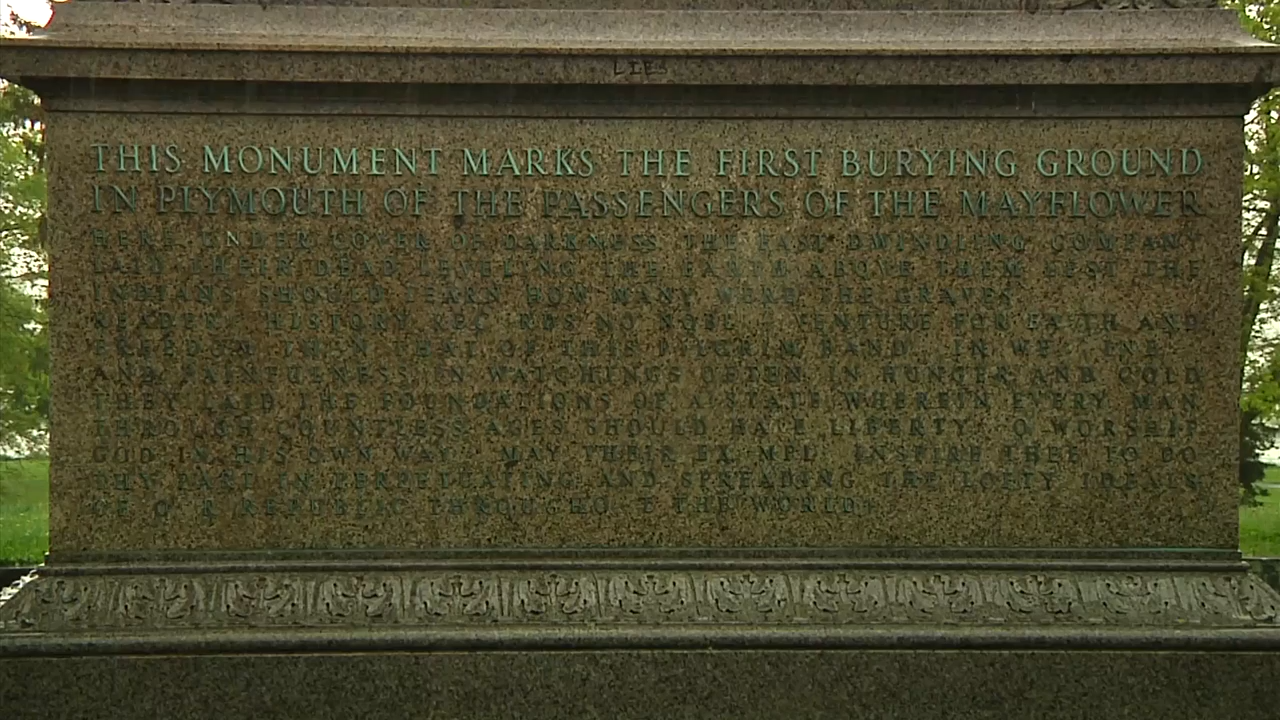 LIES
THIS MONUMENT MARKS THE FIRST BURYING GROUND
IN PLYMOUTH OF THE PASSENGERS OF THE MAYFLOWER
HERE UNDER COVER OF DARKNESS THE FAST DWINDLING COMPANY
LAID THEIR DEAD LEVELING THE EARTH ABOVE THEM LEST THE
INDIANS SHOULD LEARN HOW MANY WERE THE GRAVES
READER HISTORY RECORDS NO NOBLER VENTURE FOR FAITH AND
FREEDOM THAN THAT OF THIS PILGRIM BAND IN WEARINESS
AND PAINFULNESS IN WATCHINGS OFTEN IN HUNGER AND COLD
THEY LAID THE FOUNDATIONS OF A STATE WHEREIN EVERY MAN
THROUGH COUNTLESS AGES SHOULD HAVE LIBERTY TO WORSHIP
GOD IN HIS OWN WAY MAY THEIR EXAMPLE INSPIRE THEE TO DO
THY PART IN PERPETUATING AND SPREADING THE LOFTY IDEALS
OF OUR REPUBLIC THROUGHOUT THE WORLD